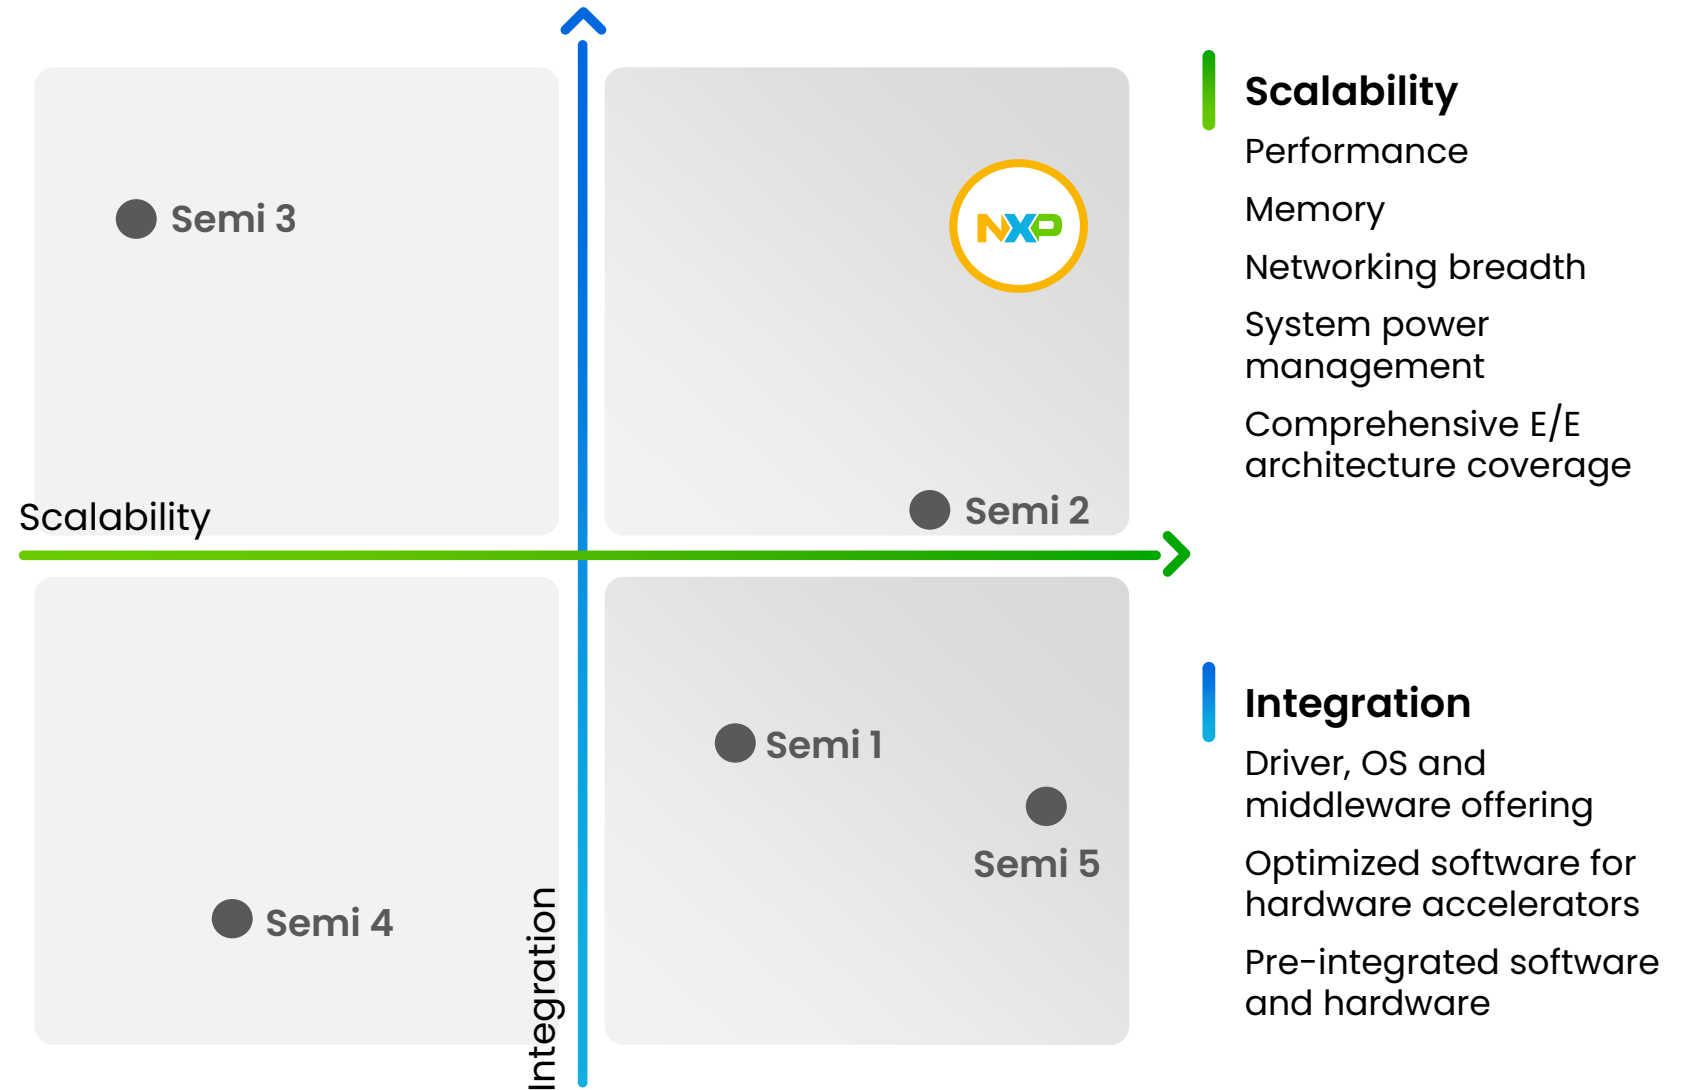 Semi 3
NXP
Semi 2
Scalability
Semi 1
Semi 5
Semi 4
Integration
Scalability
Performance
Memory
Networking breadth
System power
management
Comprehensive E/E
architecture coverage
Integration
Driver, OS and
middleware offering
Optimized software for
hardware accelerators
Pre-integrated software
and hardware